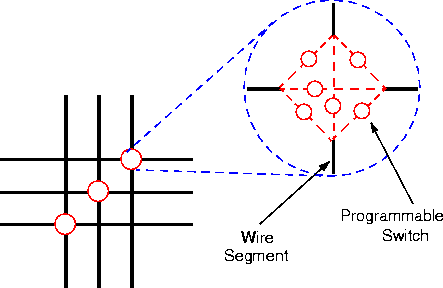 Wire
Segment
Programmable
Switch